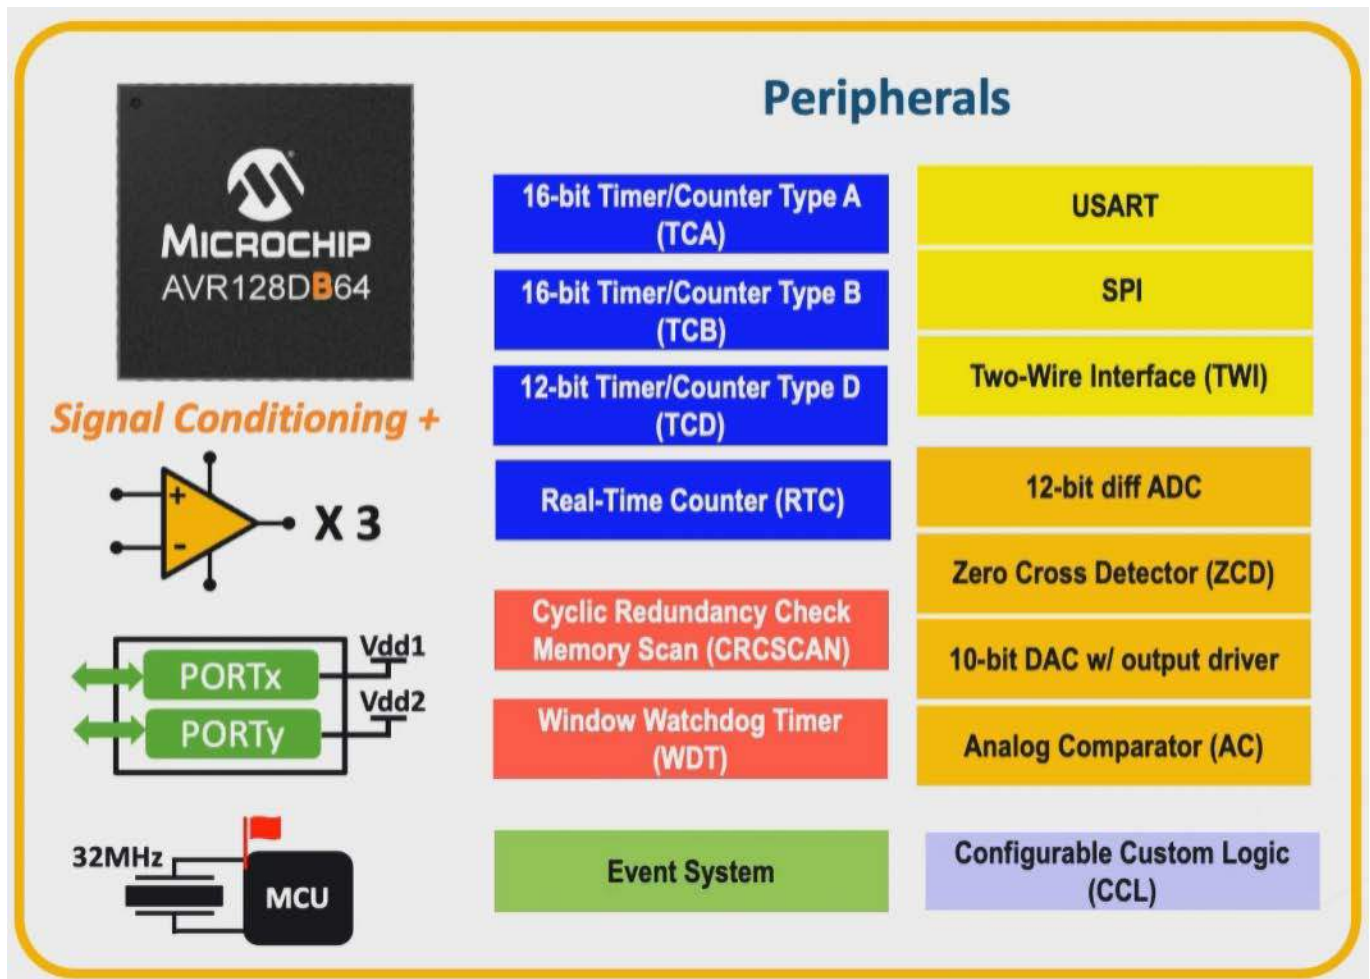 Peripherals
MICROCHIP
AVR128DB64
Signal Conditioning +
+
-
X 3
PORTx
Vdd1
PORTy
Vdd2
32MHz
MCU
16-bit Timer/Counter Type A
(TCA)
16-bit Timer/Counter Type B
(TCB)
12-bit Timer/Counter Type D
(TCD)
Real-Time Counter (RTC)
Cyclic Redundancy Check
Memory Scan (CRCSCAN)
Window Watchdog Timer
(WDT)
Event System
USART
SPI
Two-Wire Interface (TWI)
12-bit diff ADC
Zero Cross Detector (ZCD)
10-bit DAC w/ output driver
Analog Comparator (AC)
Configurable Custom Logic
(CCL)